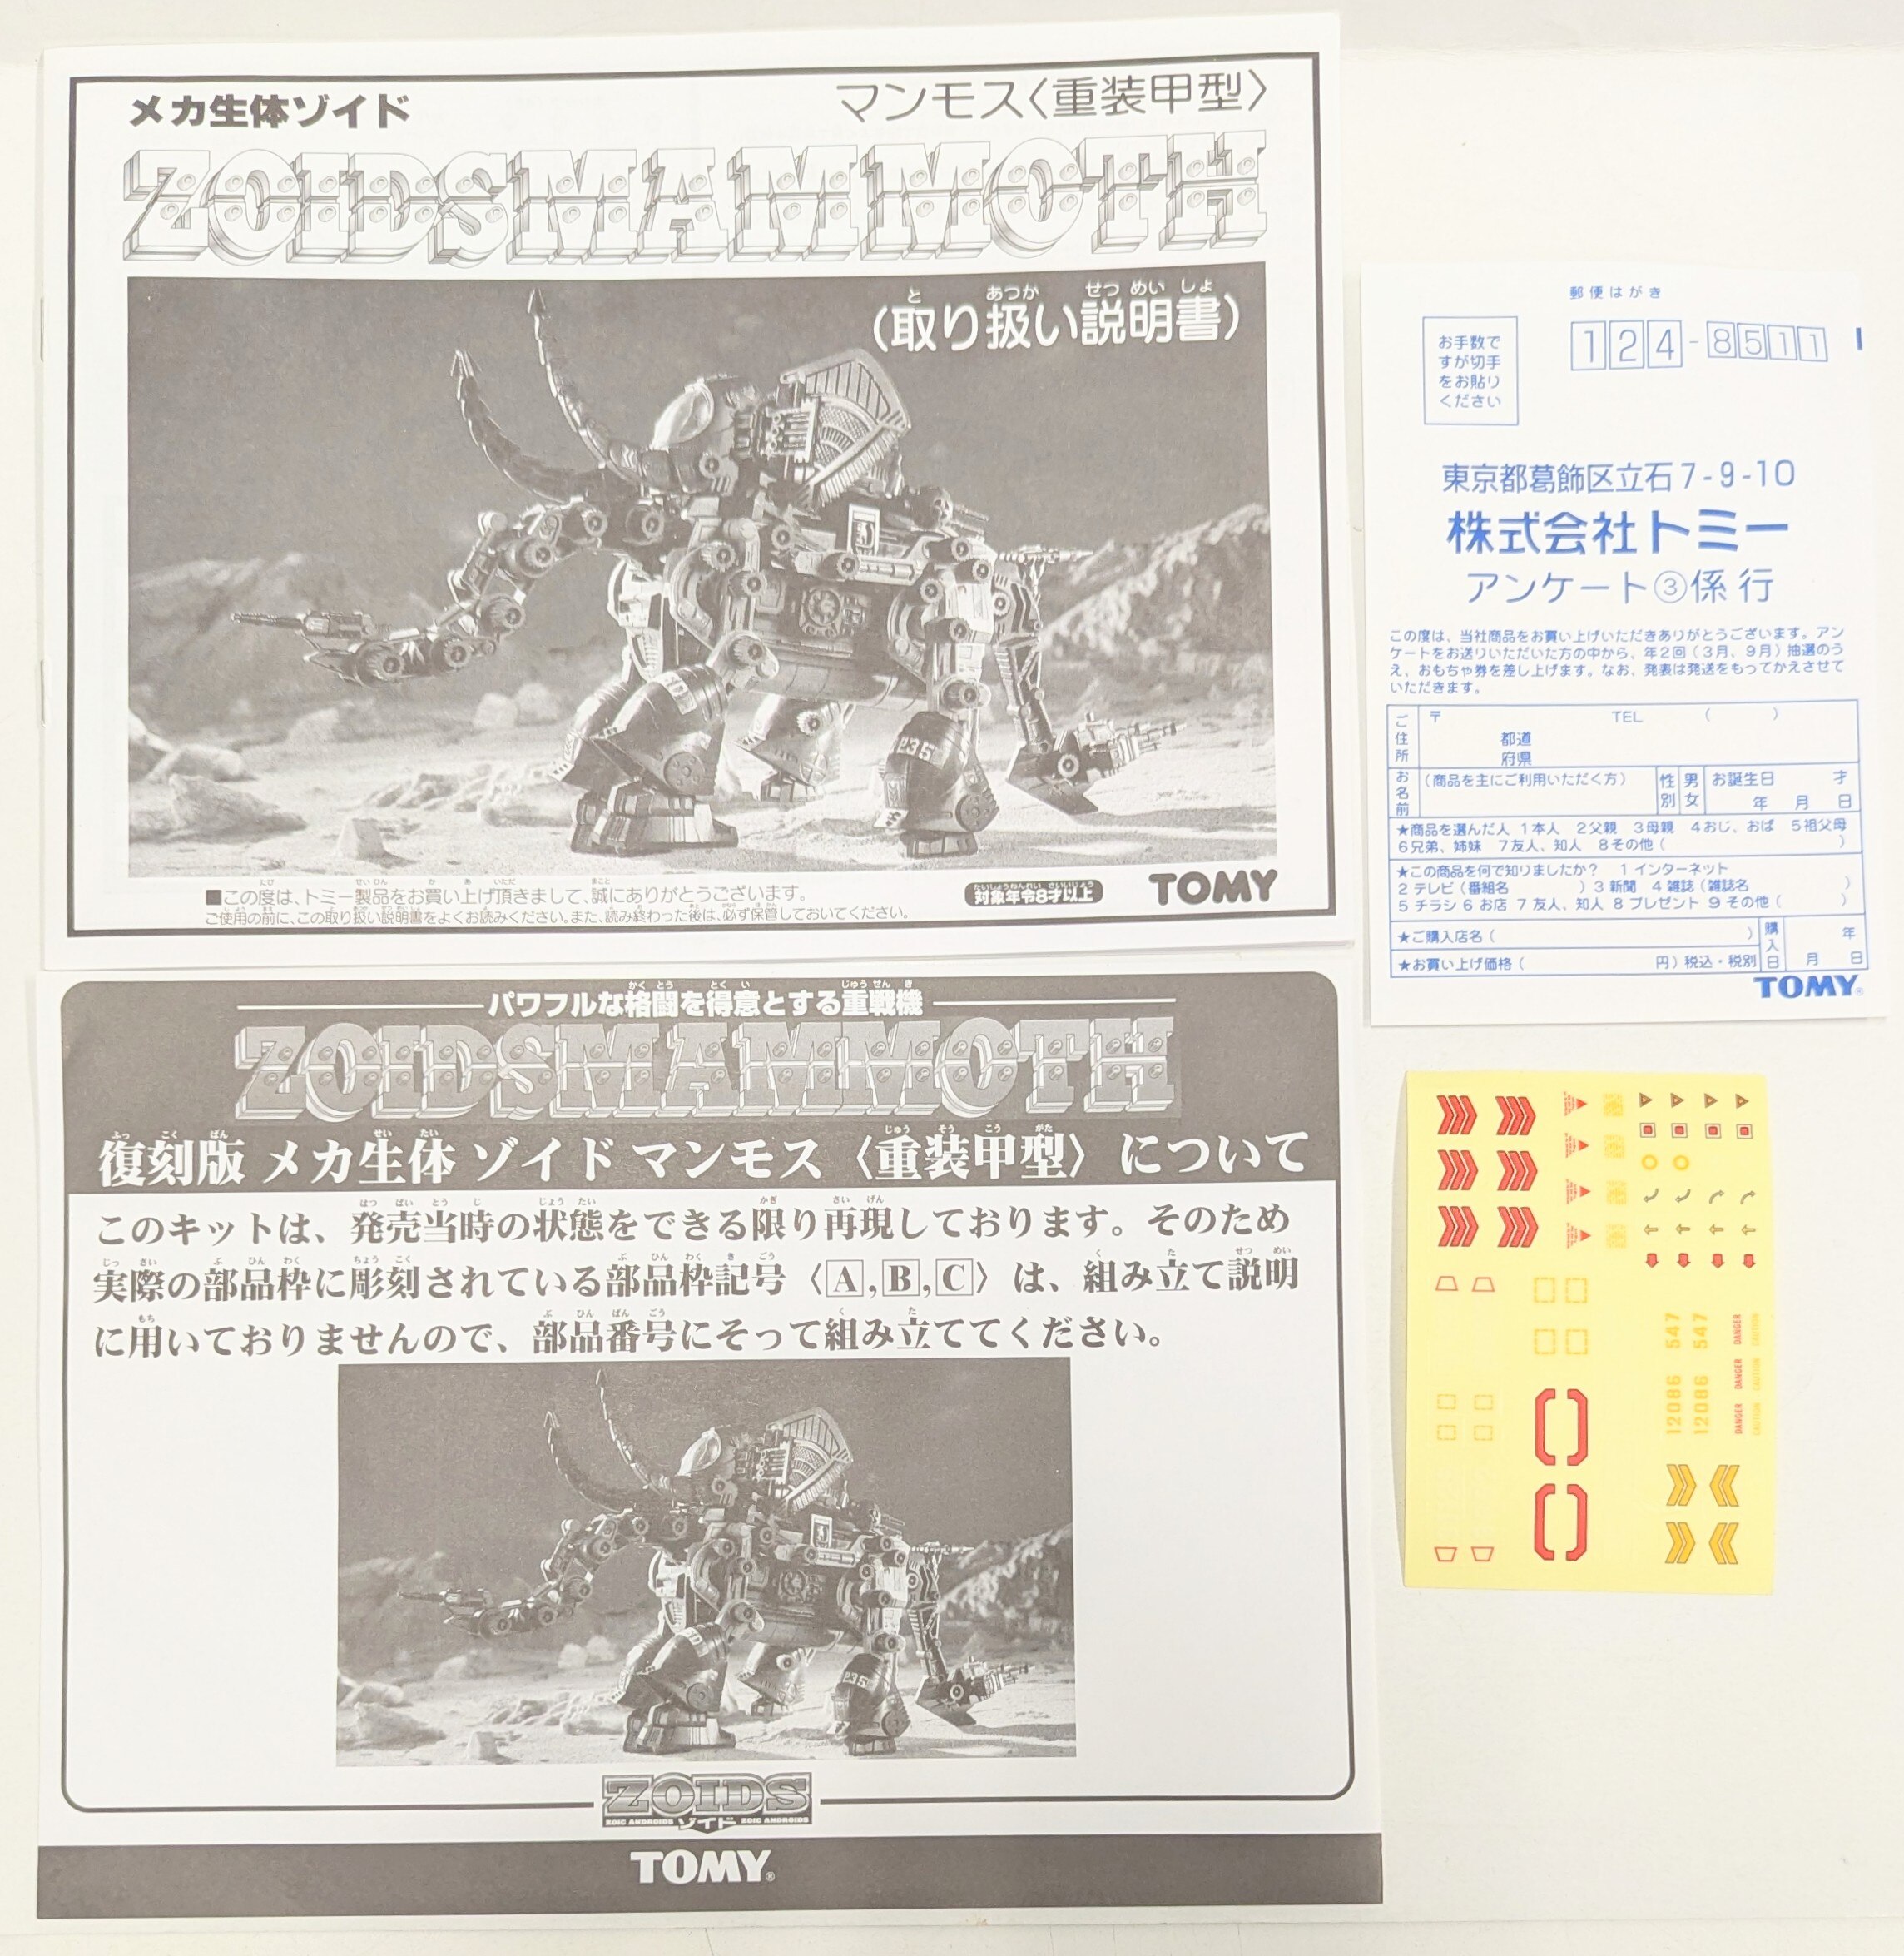 メカ生体ゾイド
マンモス〈重装甲型〉
ZOIDSMAMMOTH
(取り扱い説明書)
とあつかせつめいしょ
235
■この度は、トミー製品をお買い上げ頂きまして、誠にありがとうございます。
ご使用の前に、この取り扱い説明書をよくお読みください。また、読み終わった後は、必ず保管しておいてください。
対象年令8才以上
TOMY
パワフルな格闘を得意とする重戦機
ZOIDSMAMMOTH
復刻版 メカ生体 ゾイド マンモス〈重装甲型〉について
このキットは、発売当時の状態をできる限り再現しております。そのため
実際の部品枠に彫刻されている部品枠記号〈A,B,C〉は、組み立て説明
に用いておりませんので、部品番号にそって組み立ててください。
235
ZOIDS
ZOIC ANDROIDS ゾイド ZOIC ANDROIDS
TOMY®
郵便はがき
お手数で
すが切手
をお貼り
ください
124-8511
東京都葛飾区立石7-9-10
株式会社トミー
アンケート③係 行
この度は、当社商品をお買い上げいただきありがとうございます。アン
ケートをお送りいただいた方の中から、年2回(3月、9月)抽選のう
え、おもちゃ券を差し上げます。なお、発表は発送をもってかえさせて
いただきます。
ご住所 〒 TEL ( )
都道
府県
お名前 (商品を主にご利用いただく方) 性別 男 女 お誕生日 才
年 月 日
★商品を選んだ人 1本人 2父親 3母親 4おじ、おば 5祖父母
6兄弟、姉妹 7友人、知人 8その他( )
★この商品を何で知りましたか? 1 インターネット
2 テレビ(番組名 ) 3 新聞 4 雑誌(雑誌名 )
5 チラシ 6 お店 7 友人、知人 8 プレゼント 9 その他( )
★ご購入店名( ) 購入日 年 月 日
★お買い上げ価格( 円) 税込・税別
TOMY®
547
547
12086
12086
DANGER
DANGER
DANGER
CAUTION
CAUTION
CAUTION